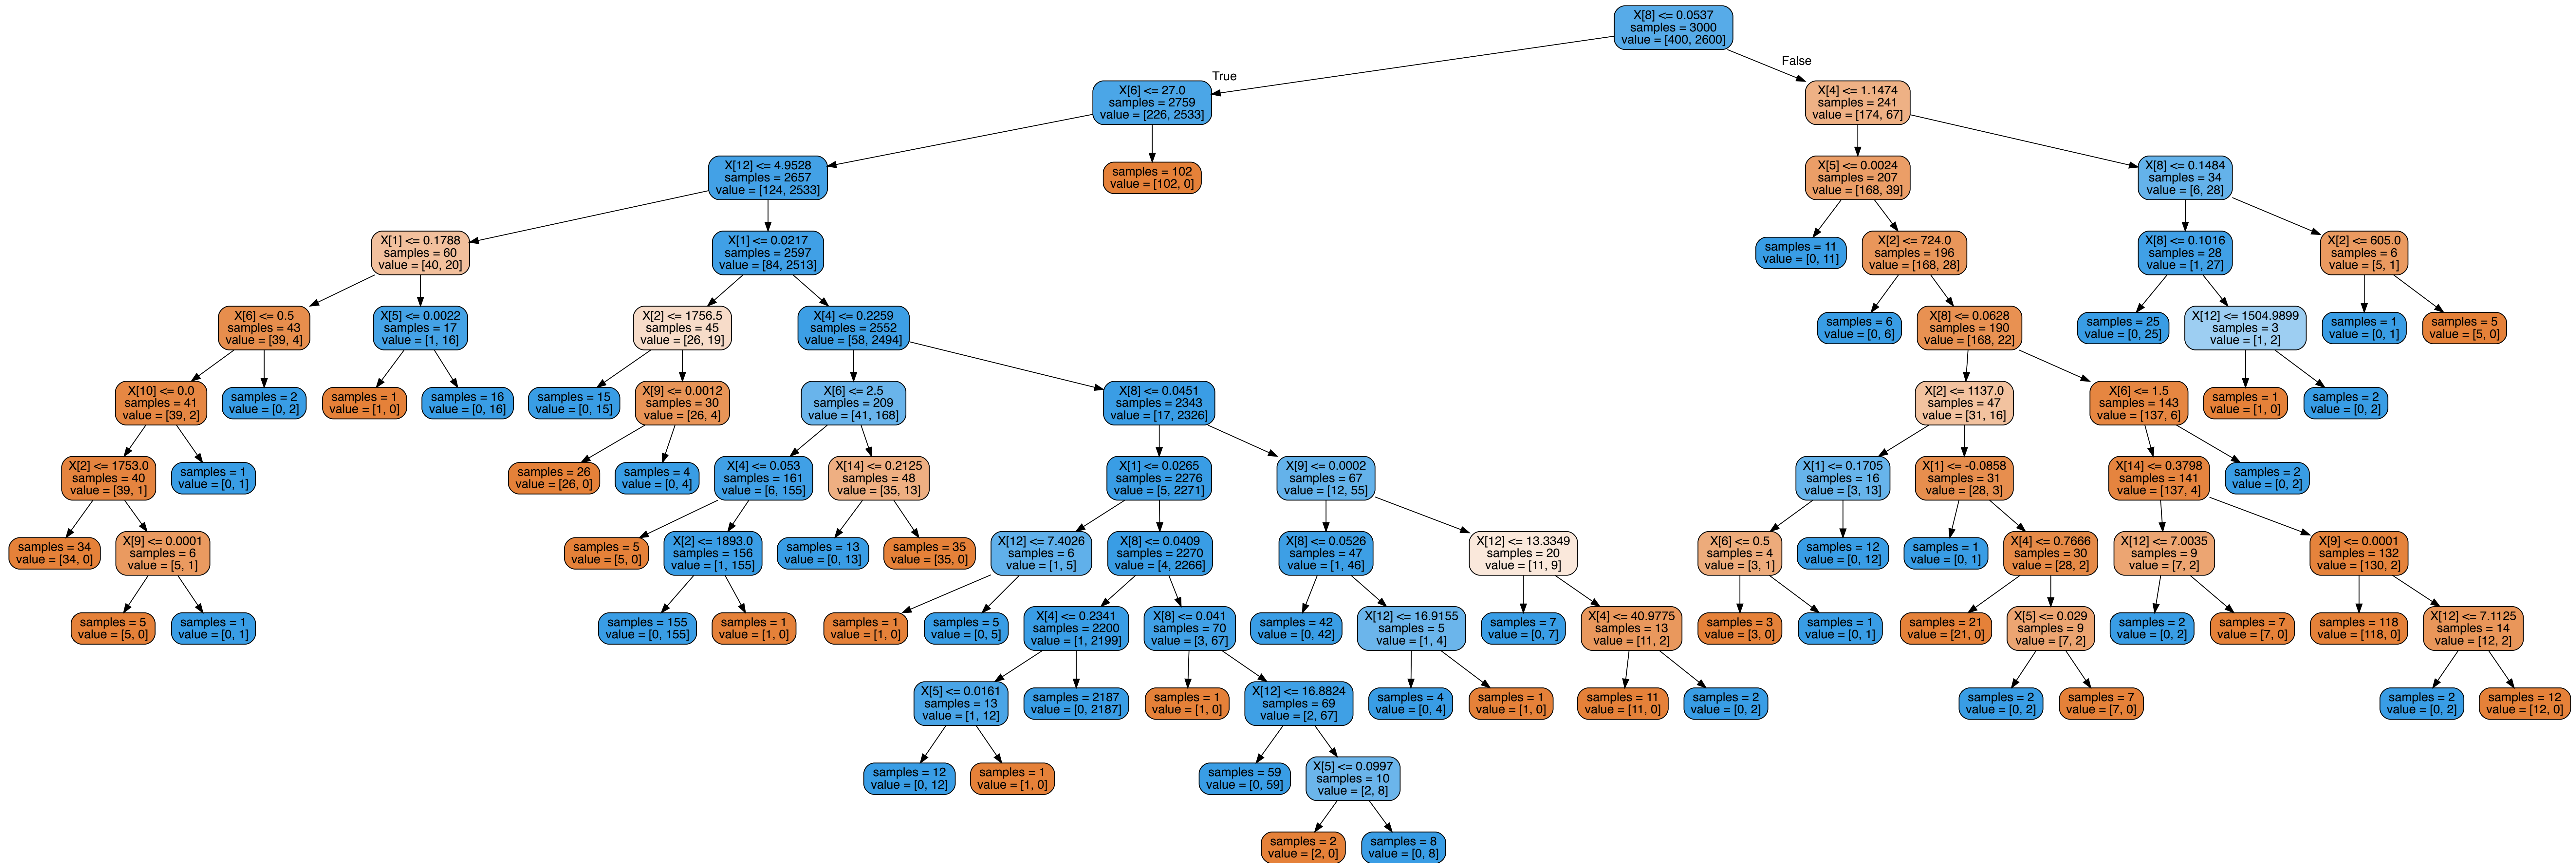 X[8] <= 0.0537
samples = 3000
value = [400, 2600]
True
False
X[6] <= 27.0
samples = 2759
value = [226, 2533]
X[4] <= 1.1474
samples = 241
value = [174, 67]
X[12] <= 4.9528
samples = 2657
value = [124, 2533]
samples = 102
value = [102, 0]
X[5] <= 0.0024
samples = 207
value = [168, 39]
X[8] <= 0.1484
samples = 34
value = [6, 28]
X[1] <= 0.1788
samples = 60
value = [40, 20]
X[1] <= 0.0217
samples = 2597
value = [84, 2513]
samples = 11
value = [0, 11]
X[2] <= 724.0
samples = 196
value = [168, 28]
X[8] <= 0.1016
samples = 28
value = [1, 27]
X[2] <= 605.0
samples = 6
value = [5, 1]
X[6] <= 0.5
samples = 43
value = [39, 4]
X[5] <= 0.0022
samples = 17
value = [1, 16]
X[2] <= 1756.5
samples = 45
value = [26, 19]
X[4] <= 0.2259
samples = 2552
value = [58, 2494]
samples = 6
value = [0, 6]
X[8] <= 0.0628
samples = 190
value = [168, 22]
samples = 25
value = [0, 25]
X[12] <= 1504.9899
samples = 3
value = [1, 2]
samples = 1
value = [0, 1]
samples = 5
value = [5, 0]
X[10] <= 0.0
samples = 41
value = [39, 2]
samples = 2
value = [0, 2]
samples = 1
value = [1, 0]
samples = 16
value = [0, 16]
samples = 15
value = [0, 15]
X[9] <= 0.0012
samples = 30
value = [26, 4]
X[6] <= 2.5
samples = 209
value = [41, 168]
X[8] <= 0.0451
samples = 2343
value = [17, 2326]
X[2] <= 1137.0
samples = 47
value = [31, 16]
X[6] <= 1.5
samples = 143
value = [137, 6]
samples = 1
value = [1, 0]
samples = 2
value = [0, 2]
X[2] <= 1753.0
samples = 40
value = [39, 1]
samples = 1
value = [0, 1]
samples = 26
value = [26, 0]
samples = 4
value = [0, 4]
X[4] <= 0.053
samples = 161
value = [6, 155]
X[14] <= 0.2125
samples = 48
value = [35, 13]
X[1] <= 0.0265
samples = 2276
value = [5, 2271]
X[9] <= 0.0002
samples = 67
value = [12, 55]
X[1] <= 0.1705
samples = 16
value = [3, 13]
X[1] <= -0.0858
samples = 31
value = [28, 3]
X[14] <= 0.3798
samples = 141
value = [137, 4]
samples = 2
value = [0, 2]
samples = 34
value = [34, 0]
X[9] <= 0.0001
samples = 6
value = [5, 1]
samples = 5
value = [5, 0]
X[2] <= 1893.0
samples = 156
value = [1, 155]
samples = 13
value = [0, 13]
samples = 35
value = [35, 0]
X[12] <= 7.4026
samples = 6
value = [1, 5]
X[8] <= 0.0409
samples = 2270
value = [4, 2266]
X[8] <= 0.0526
samples = 47
value = [1, 46]
X[12] <= 13.3349
samples = 20
value = [11, 9]
X[6] <= 0.5
samples = 4
value = [3, 1]
samples = 12
value = [0, 12]
samples = 1
value = [0, 1]
X[4] <= 0.7666
samples = 30
value = [28, 2]
X[12] <= 7.0035
samples = 9
value = [7, 2]
X[9] <= 0.0001
samples = 132
value = [130, 2]
samples = 5
value = [5, 0]
samples = 1
value = [0, 1]
samples = 155
value = [0, 155]
samples = 1
value = [1, 0]
samples = 1
value = [1, 0]
samples = 5
value = [0, 5]
X[4] <= 0.2341
samples = 2200
value = [1, 2199]
X[8] <= 0.041
samples = 70
value = [3, 67]
samples = 42
value = [0, 42]
X[12] <= 16.9155
samples = 5
value = [1, 4]
samples = 7
value = [0, 7]
X[4] <= 40.9775
samples = 13
value = [11, 2]
samples = 3
value = [3, 0]
samples = 1
value = [0, 1]
samples = 21
value = [21, 0]
X[5] <= 0.029
samples = 9
value = [7, 2]
samples = 2
value = [0, 2]
samples = 7
value = [7, 0]
samples = 118
value = [118, 0]
X[12] <= 7.1125
samples = 14
value = [12, 2]
X[5] <= 0.0161
samples = 13
value = [1, 12]
samples = 2187
value = [0, 2187]
samples = 1
value = [1, 0]
X[12] <= 16.8824
samples = 69
value = [2, 67]
samples = 4
value = [0, 4]
samples = 1
value = [1, 0]
samples = 11
value = [11, 0]
samples = 2
value = [0, 2]
samples = 2
value = [0, 2]
samples = 7
value = [7, 0]
samples = 2
value = [0, 2]
samples = 12
value = [12, 0]
samples = 12
value = [0, 12]
samples = 1
value = [1, 0]
samples = 59
value = [0, 59]
X[5] <= 0.0997
samples = 10
value = [2, 8]
samples = 2
value = [2, 0]
samples = 8
value = [0, 8]